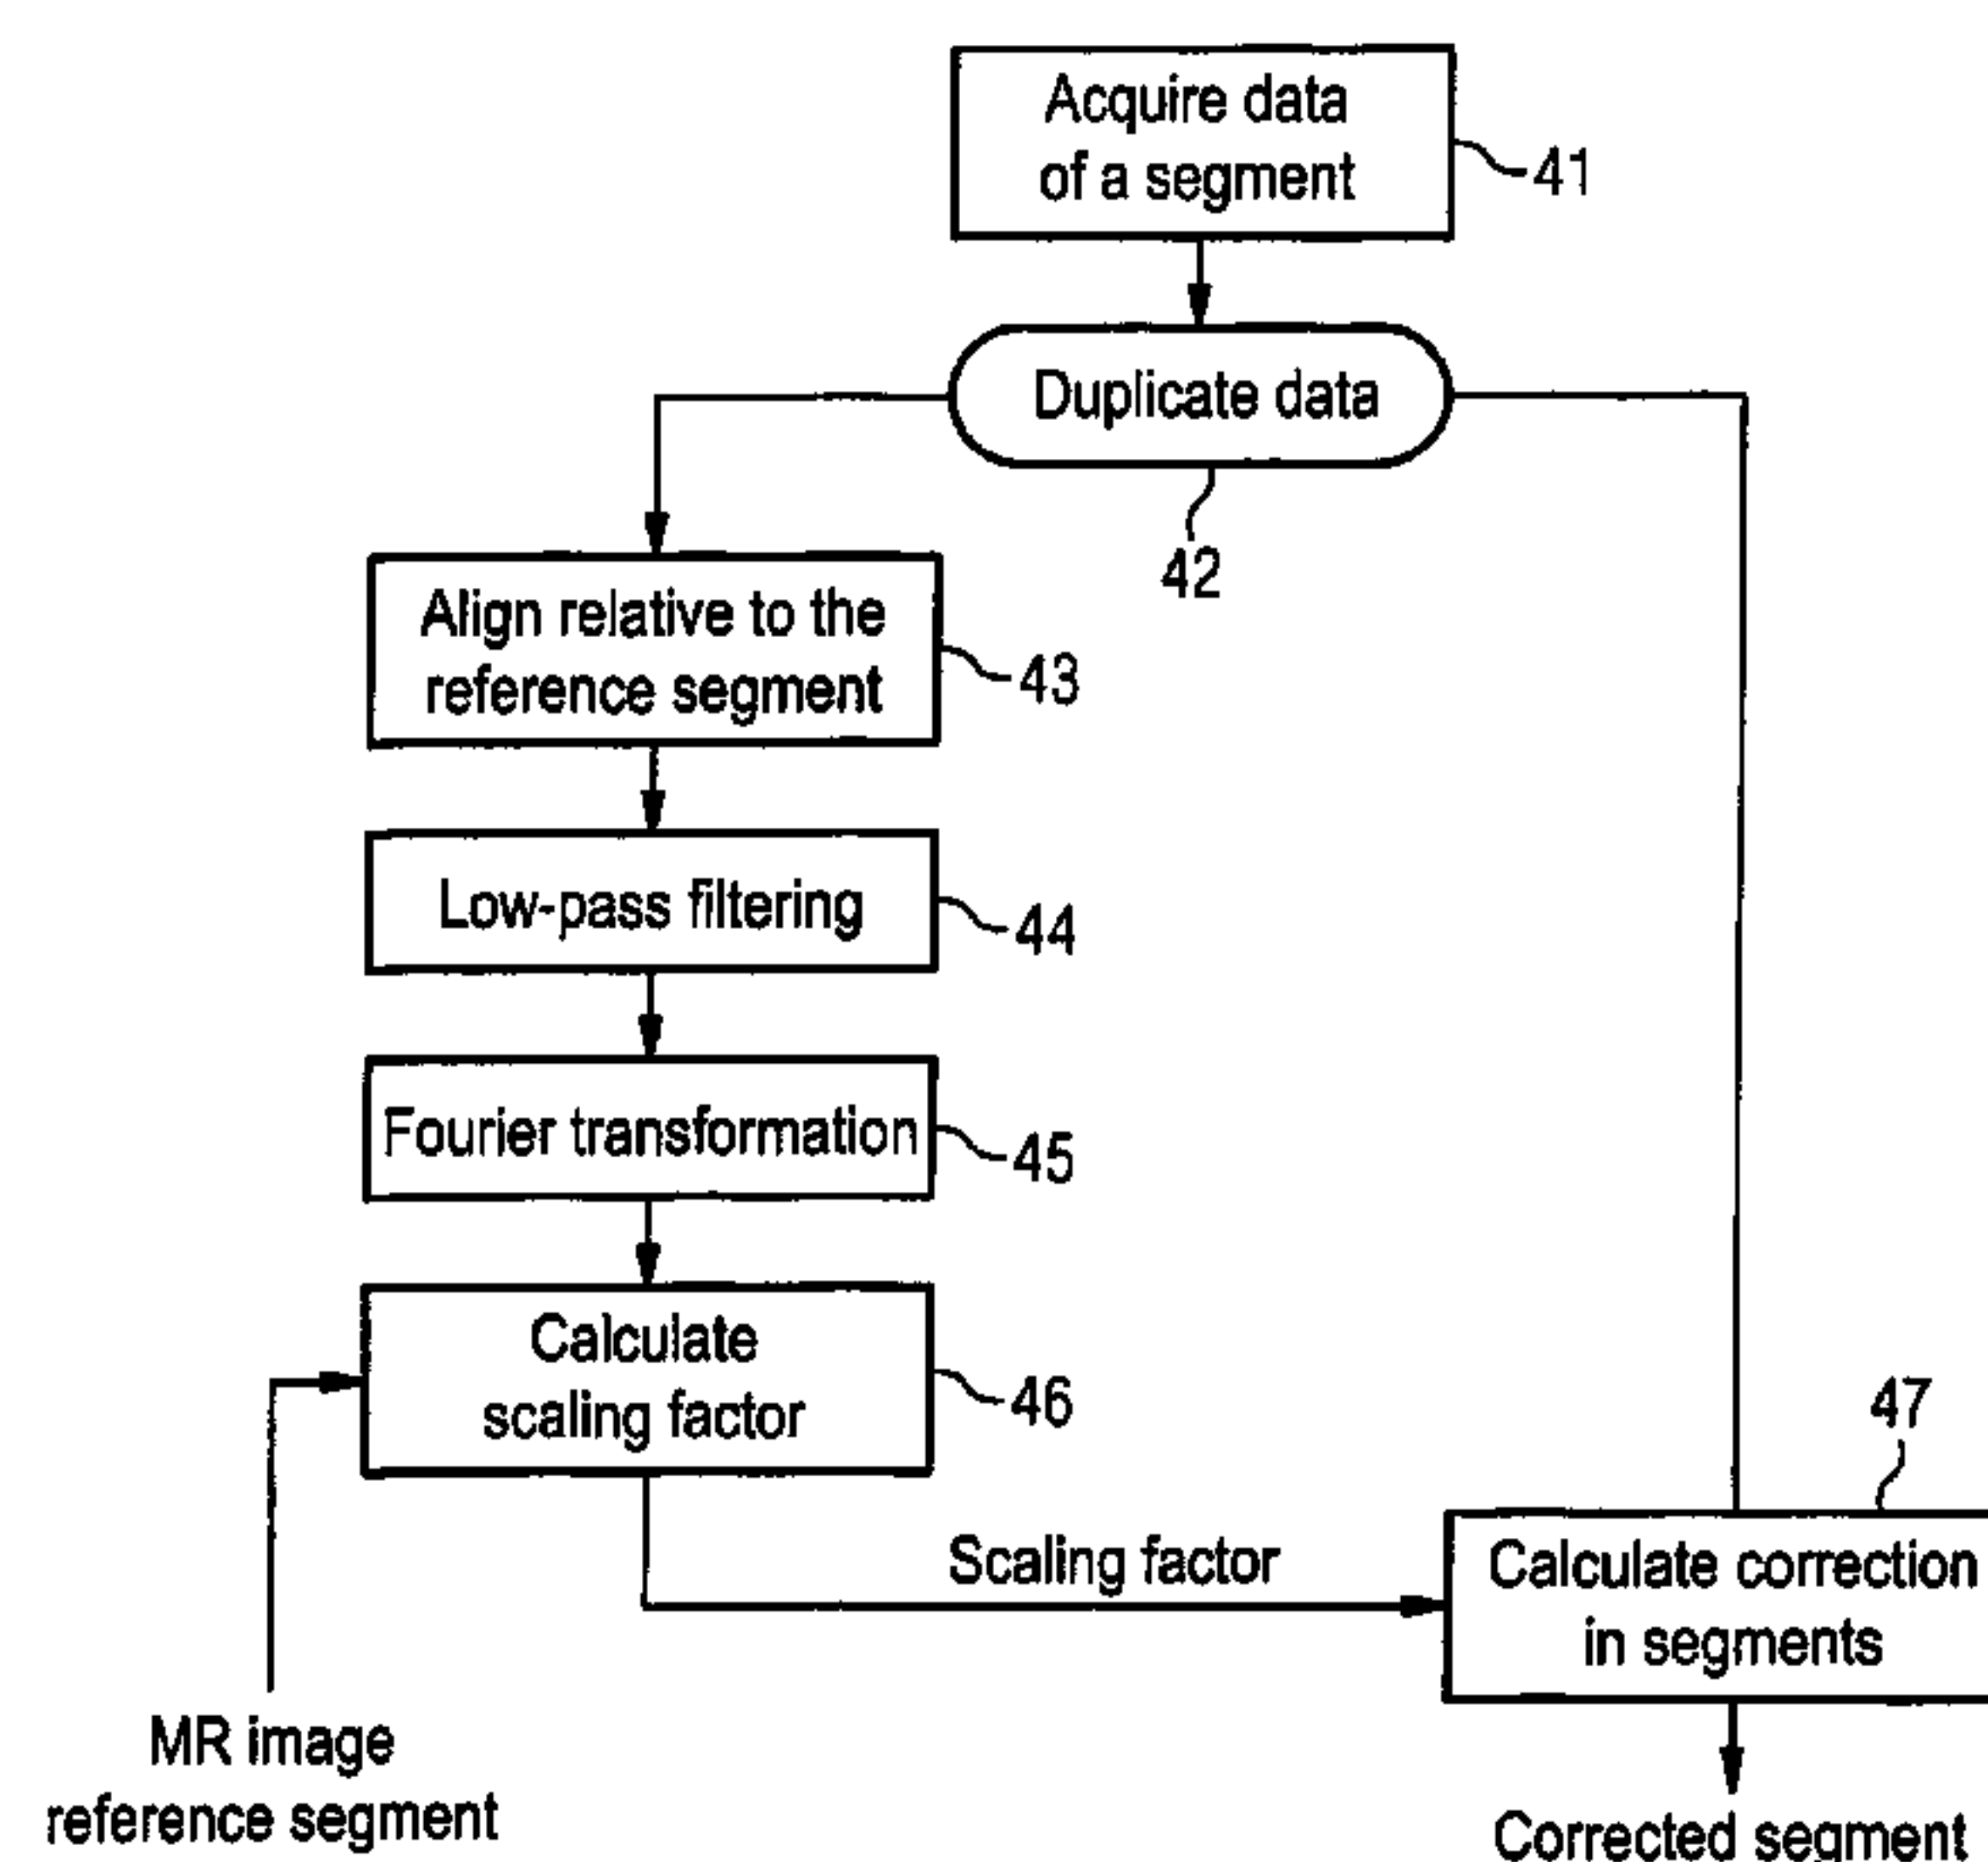 Acquire data
of a segment
41
Duplicate data
42
Align relative to the
reference segment
43
Low-pass filtering
44
Fourier transformation
45
Calculate
scaling factor
46
47
Scaling factor
Calculate correction
in segments
MR image
reference segment
Corrected segment